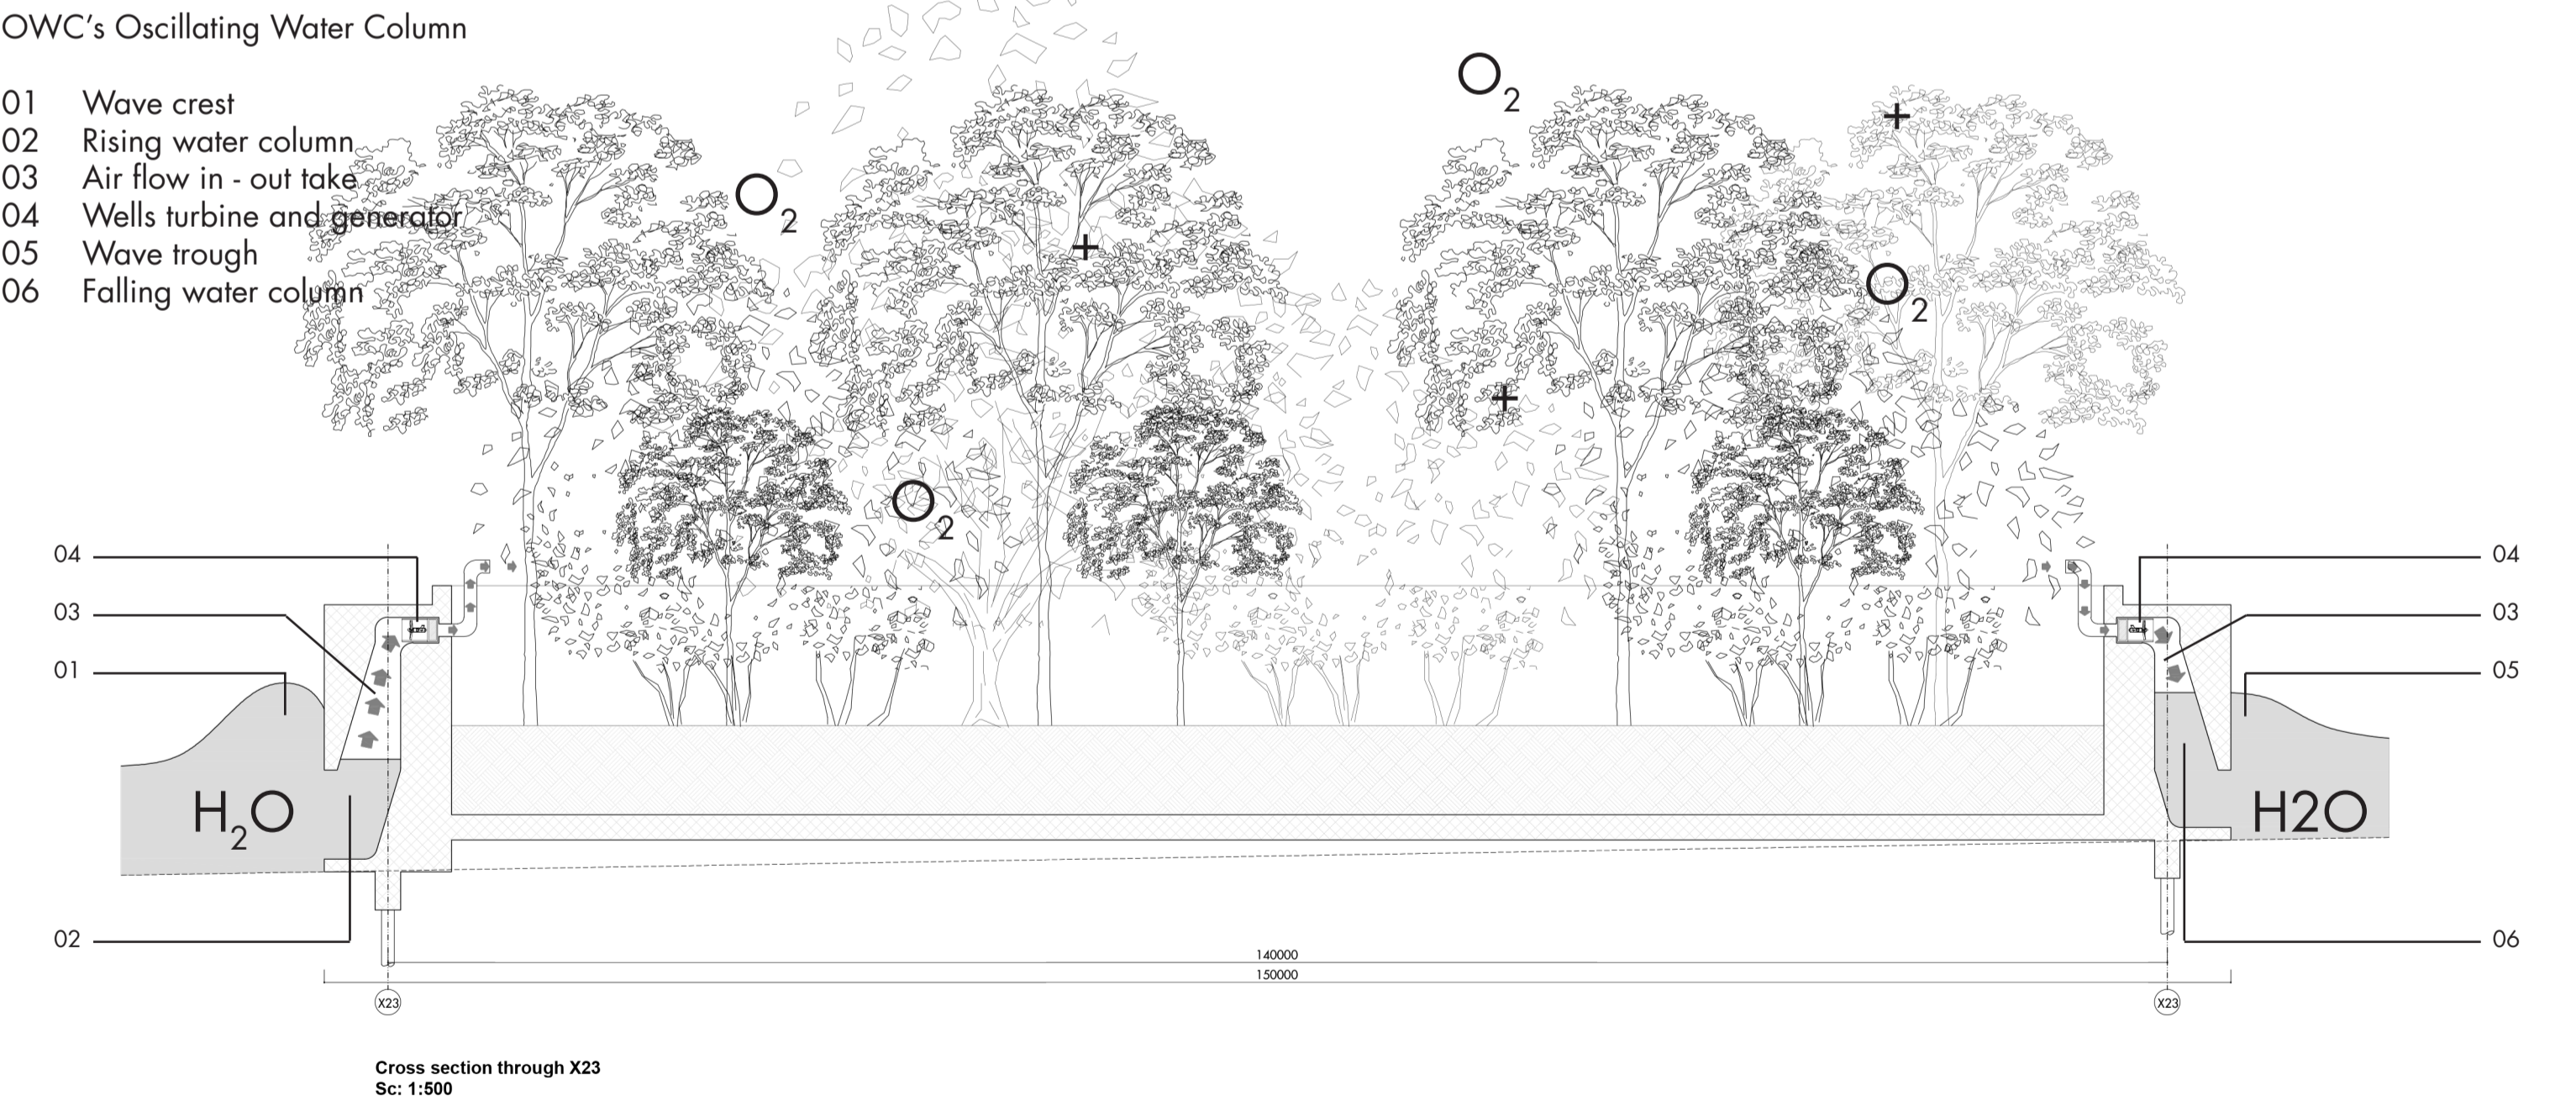 OWC's Oscillating Water Column
01 Wave crest
02 Rising water column
03 Air flow in - out take
04 Wells turbine and generator
05 Wave trough
06 Falling water column
O2
+
O2
+
O2
+
O2
04
03
01
H2O
02
04
03
05
H2O
06
140000
150000
X23
X23
Cross section through X23
Sc: 1:500